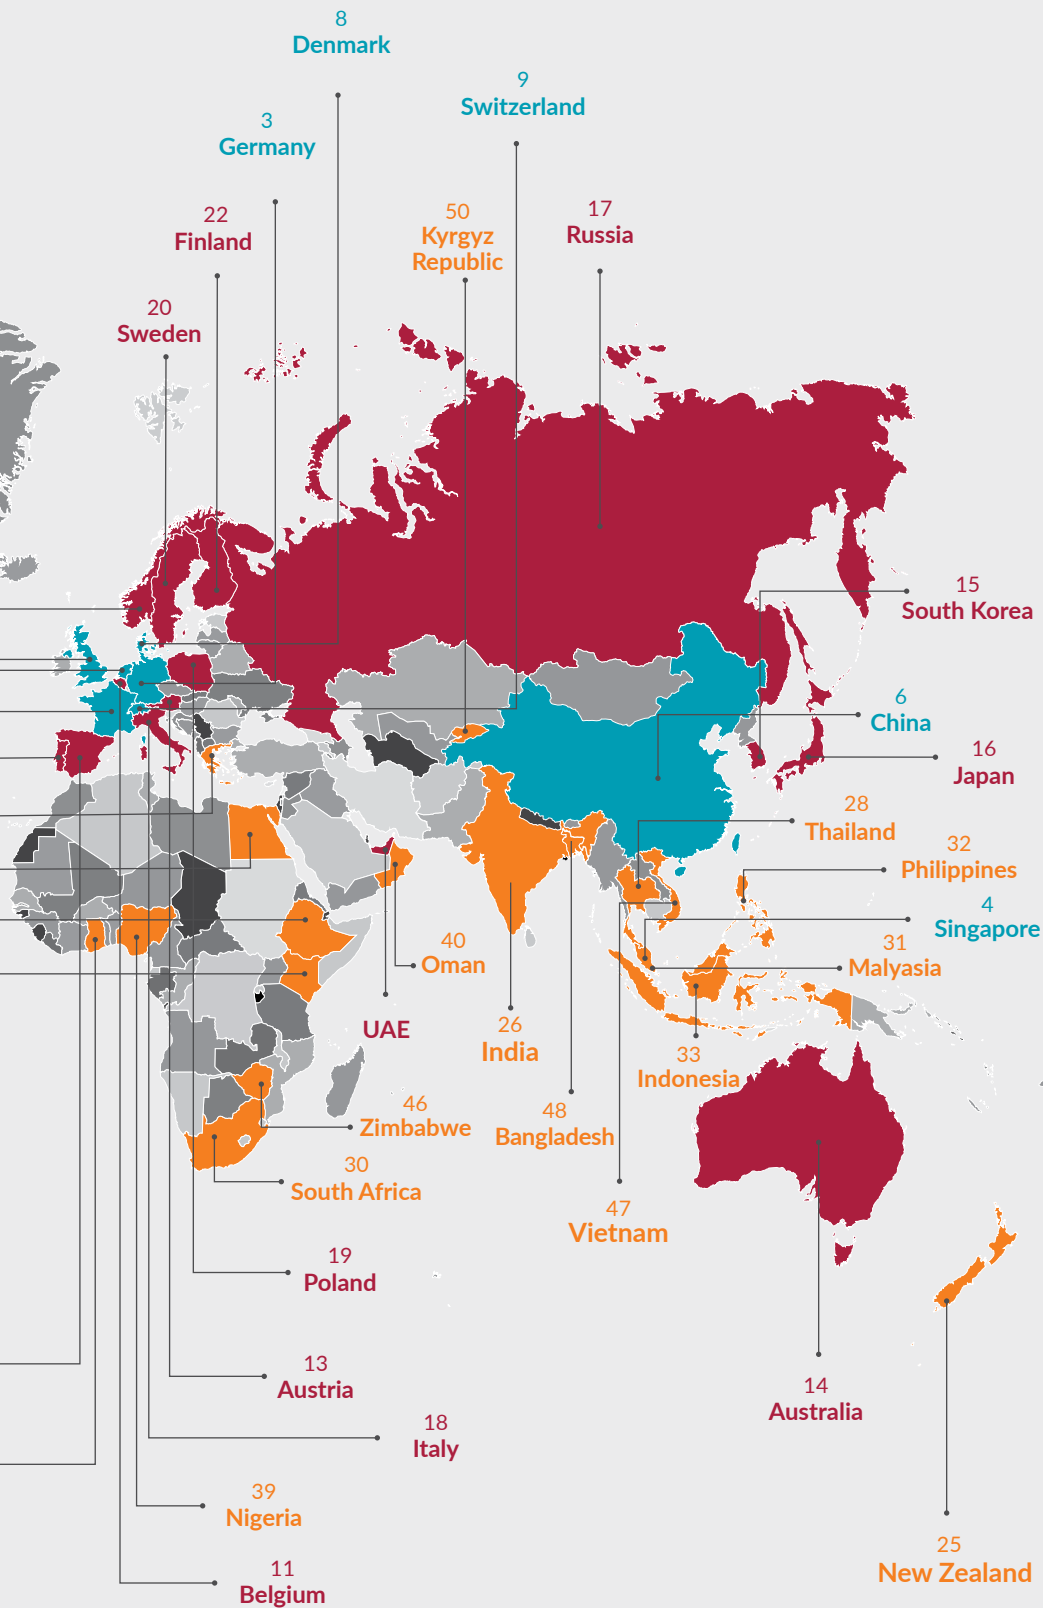 8
Denmark
9
Switzerland
3
Germany
50
Kyrgyz
Republic
17
Russia
22
Finland
20
Sweden
15
South Korea
6
China
16
Japan
28
Thailand
32
Philippines
4
Singapore
31
Malyasia
40
Oman
UAE
26
India
33
Indonesia
46
Zimbabwe
48
Bangladesh
30
South Africa
47
Vietnam
19
Poland
13
Austria
14
Australia
18
Italy
39
Nigeria
25
New Zealand
11
Belgium